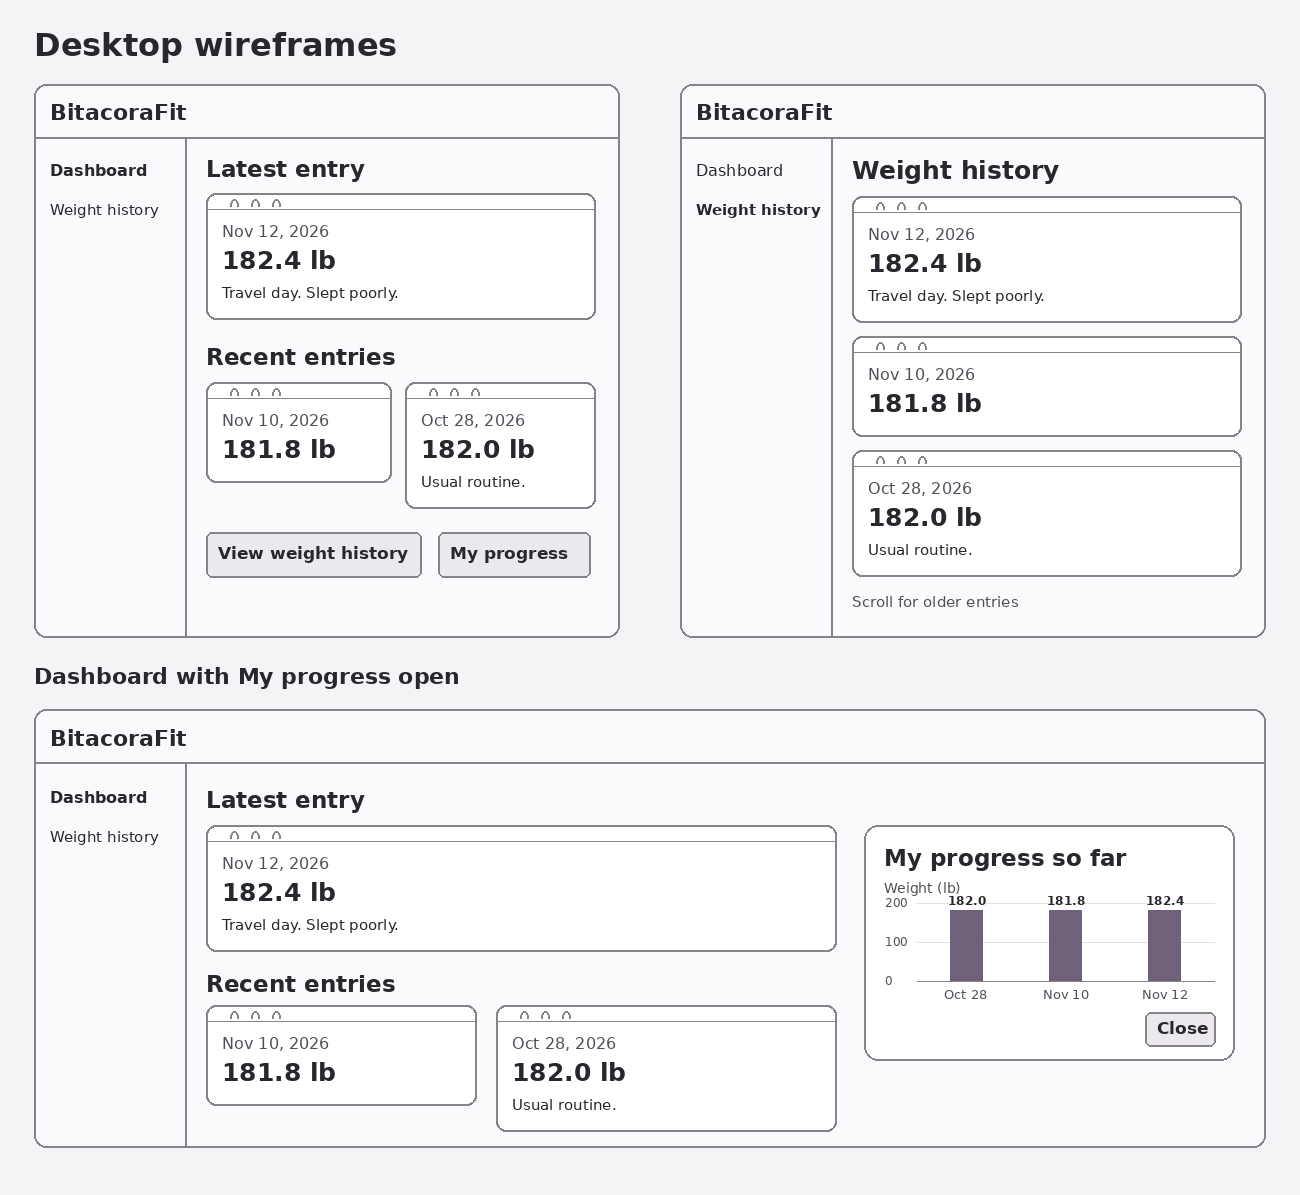 Desktop wireframes
BitacoraFit
Dashboard
Weight history
Latest entry
Nov 12, 2026
182.4 lb
Travel day. Slept poorly.
Recent entries
Nov 10, 2026
181.8 lb
Oct 28, 2026
182.0 lb
Usual routine.
View weight history
My progress
BitacoraFit
Dashboard
Weight history
Weight history
Nov 12, 2026
182.4 lb
Travel day. Slept poorly.
Nov 10, 2026
181.8 lb
Oct 28, 2026
182.0 lb
Usual routine.
Scroll for older entries
Dashboard with My progress open
BitacoraFit
Dashboard
Weight history
Latest entry
Nov 12, 2026
182.4 lb
Travel day. Slept poorly.
Recent entries
Nov 10, 2026
181.8 lb
Oct 28, 2026
182.0 lb
Usual routine.
My progress so far
Weight (lb)
200
182.0 181.8 182.4
100
0
Oct 28 Nov 10 Nov 12
Close